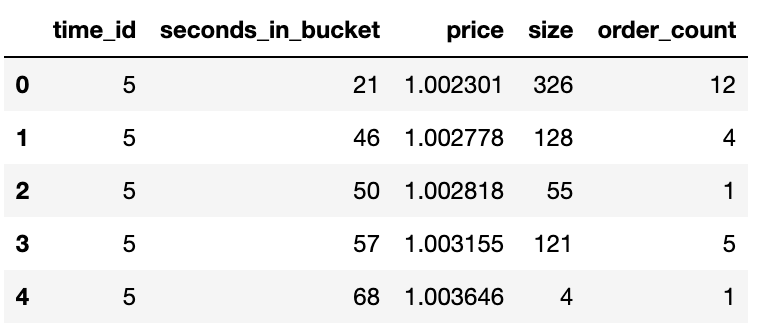 time_id seconds_in_bucket price size order_count
0 5 21 1.002301 326 12
1 5 46 1.002778 128 4
2 5 50 1.002818 55 1
3 5 57 1.003155 121 5
4 5 68 1.003646 4 1